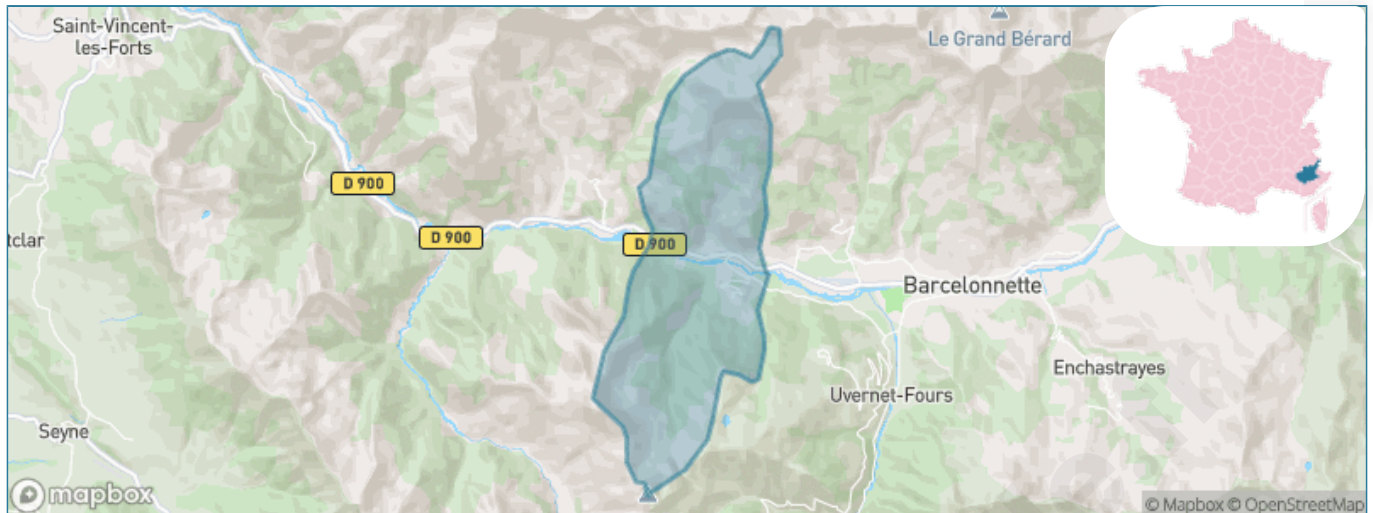 Saint-Vincent-
les-Forts
Le Grand Bérard
D 900
D 900
D 900
tclar
Barcelonnette
Enchastrayes
Uvernet-Fours
Seyne
mapbox
© Mapbox © OpenStreetMap